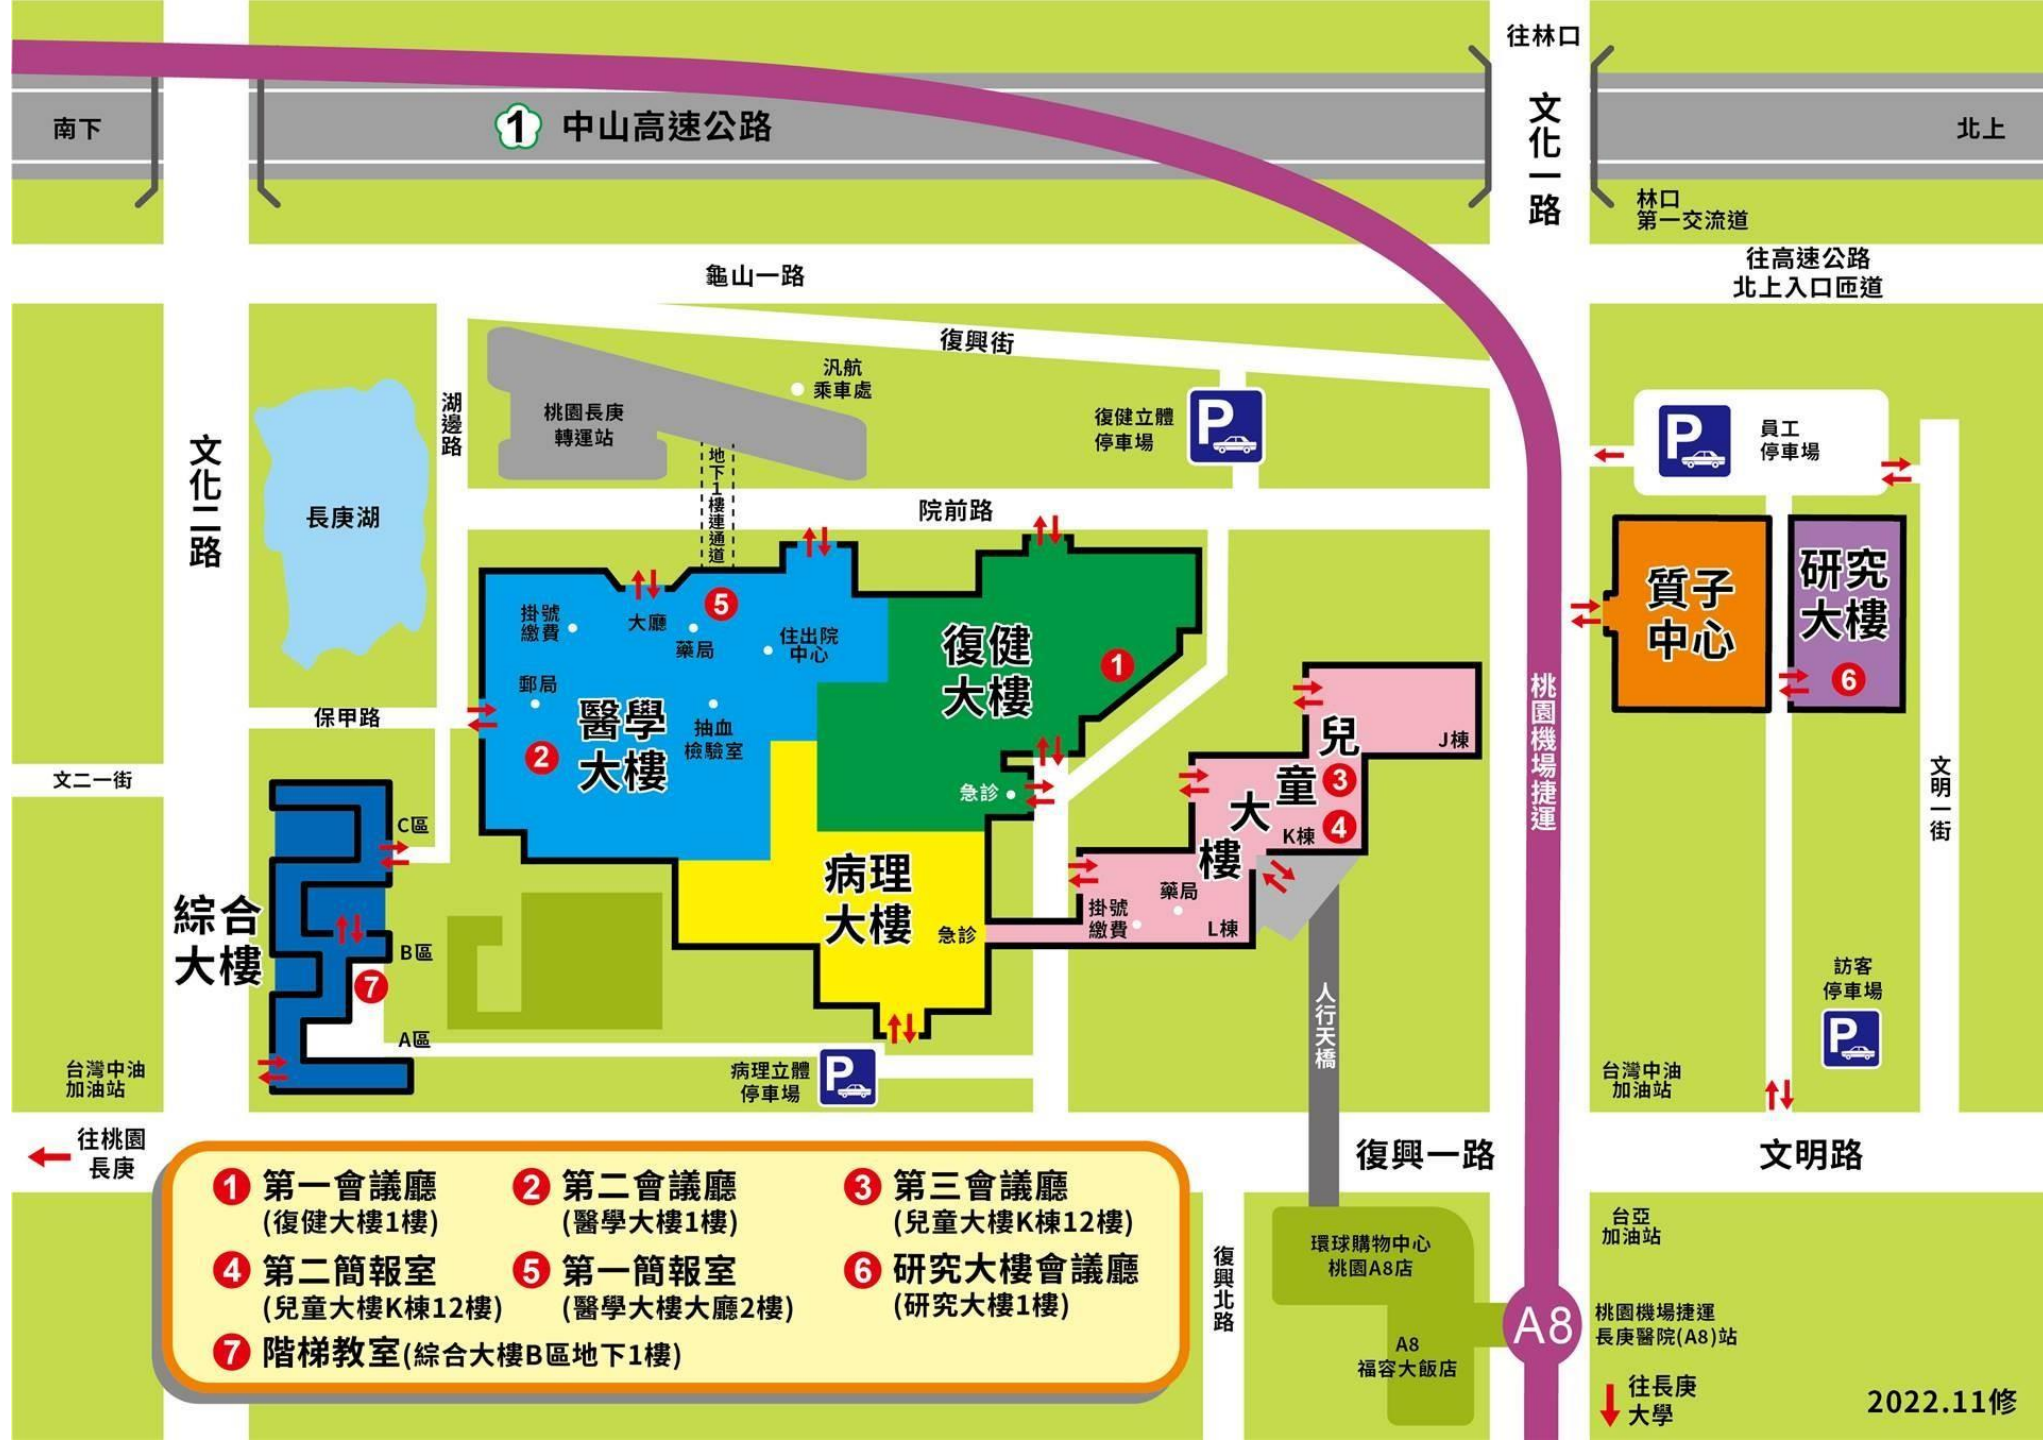 往林口
文化一路
南下
1 中山高速公路
北上
林口
第一交流道
龜山一路
往高速公路
北上入口匝道
復興街
汎航
乘車處
桃園長庚
轉運站
湖邊路
復健立體
停車場
P
P
員工
停車場
文化二路
長庚湖
地下1樓連通道
院前路
掛號
繳費
大廳
5
藥局
住出院
中心
郵局
醫學
大樓
2
抽血
檢驗室
復健
大樓
1
急診
質子
中心
研究
大樓
6
保甲路
文二一街
桃園機場捷運
兒童大樓
J棟
3
4
K棟
藥局
掛號
繳費
L棟
文明一街
C區
綜合
大樓
B區
7
A區
病理
大樓
急診
人行天橋
訪客
停車場
P
台灣中油
加油站
病理立體
停車場
P
台灣中油
加油站
往桃園
長庚
復興一路
文明路
1 第一會議廳
(復健大樓1樓)
2 第二會議廳
(醫學大樓1樓)
3 第三會議廳
(兒童大樓K棟12樓)
4 第二簡報室
(兒童大樓K棟12樓)
5 第一簡報室
(醫學大樓大廳2樓)
6 研究大樓會議廳
(研究大樓1樓)
7 階梯教室(綜合大樓B區地下1樓)
復興北路
環球購物中心
桃園A8店
台亞
加油站
A8
桃園機場捷運
長庚醫院(A8)站
A8
福容大飯店
往長庚
大學
2022.11修